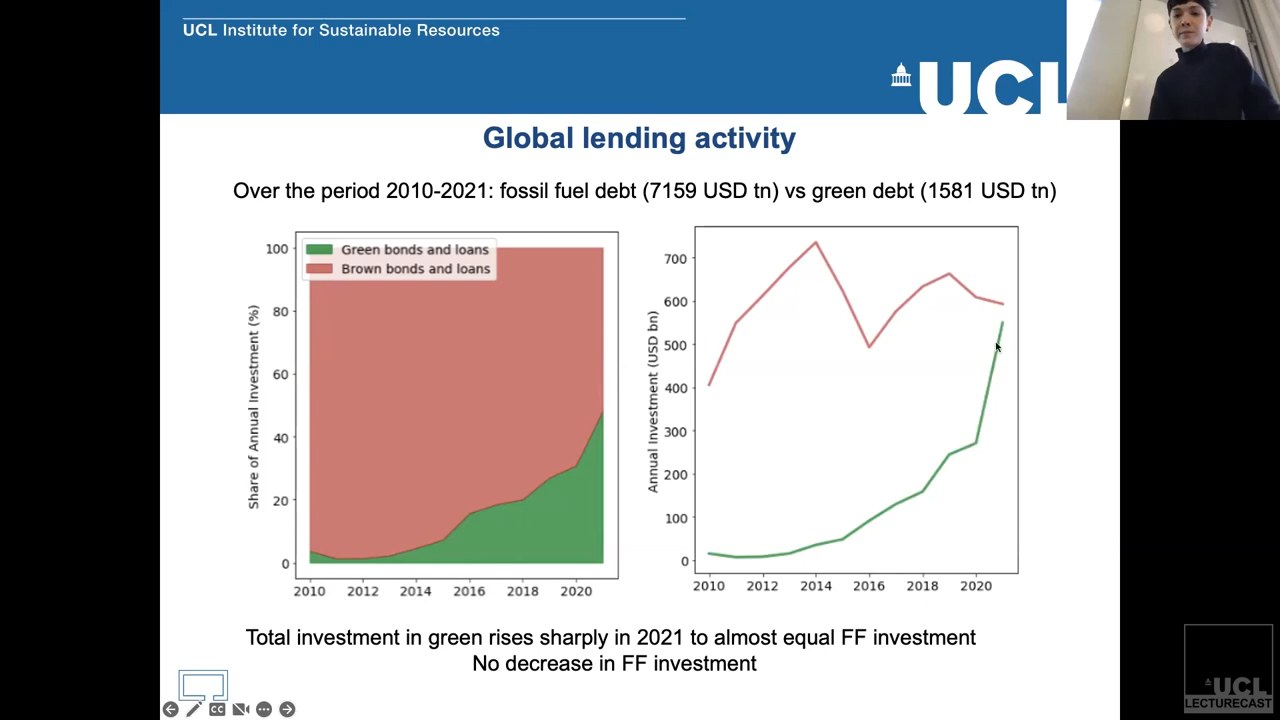 UCL Institute for Sustainable Resources
UCL
Global lending activity
Over the period 2010-2021: fossil fuel debt (7159 USD tn) vs green debt (1581 USD tn)
Green bonds and loans
Brown bonds and loans
Share of Annual Investment (%)
100
80
60
40
20
0
2010 2012 2014 2016 2018 2020
Annual Investment (USD bn)
700
600
500
400
300
200
100
0
2010 2012 2014 2016 2018 2020
Total investment in green rises sharply in 2021 to almost equal FF investment
No decrease in FF investment
CC
UCL
LECTURECAST